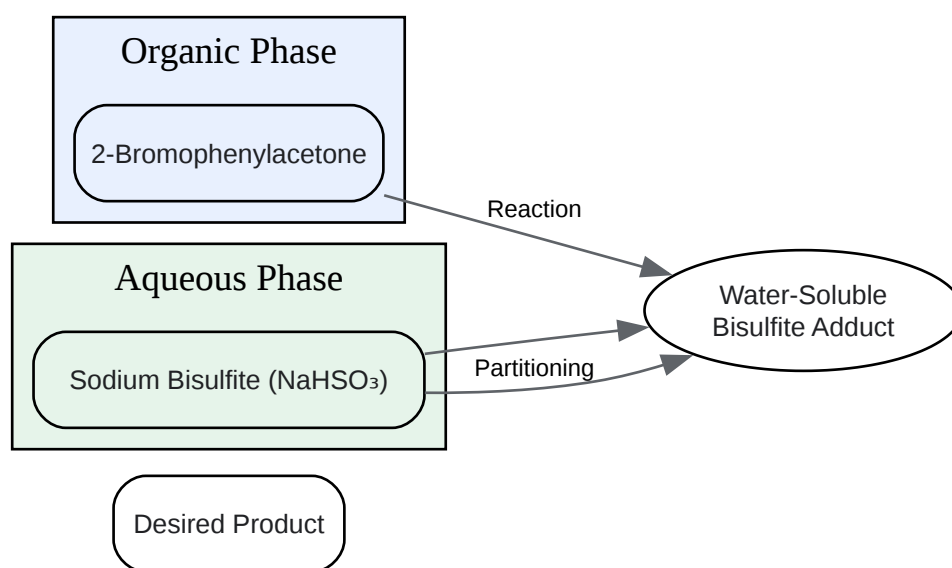 Organic Phase
2-Bromophenylacetone
Reaction
Aqueous Phase
Sodium Bisulfite (NaHSO₃)
Partitioning
Water-Soluble
Bisulfite Adduct
Desired Product